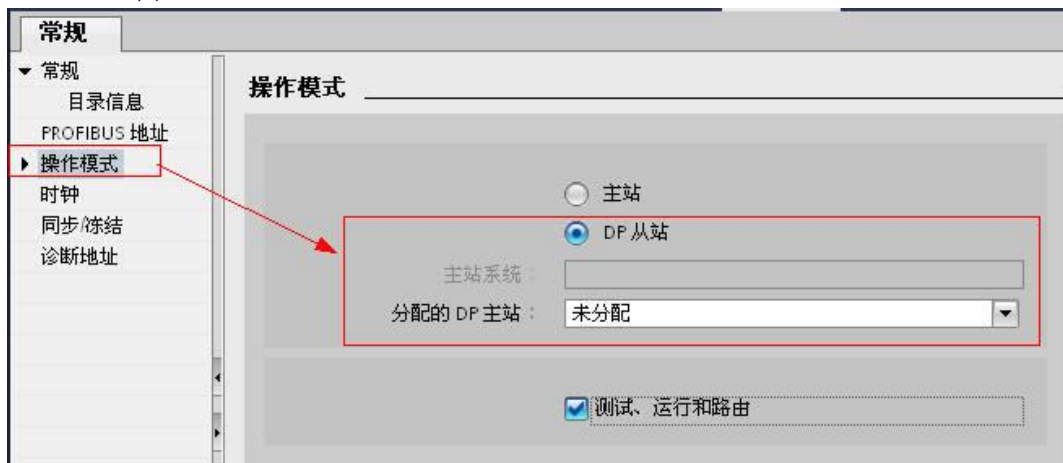 常规
常规
目录信息
PROFIBUS 地址
操作模式
时钟
同步/冻结
诊断地址
操作模式
主站
DP 从站
主站系统：
分配的 DP 主站：
未分配
测试、运行和路由